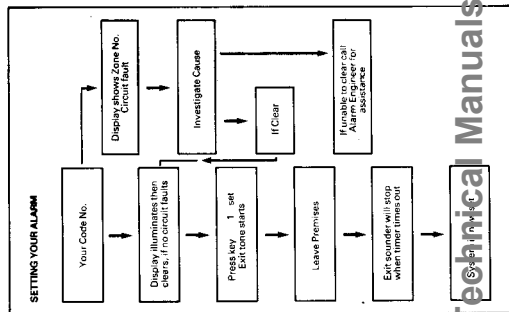 SETTING YOUR ALARM
Your Code No.
Display illuminates then
clears, if no circuit faults
Press key 1 set
Exit tone starts
Leave Premises
Exit sounder will stop
when timer times out
System is now set
Display shows Zone No.
Circuit fault
Investigate Cause
If Clear
If unable to clear call
Alarm Engineer for
assistance
Technical Manuals